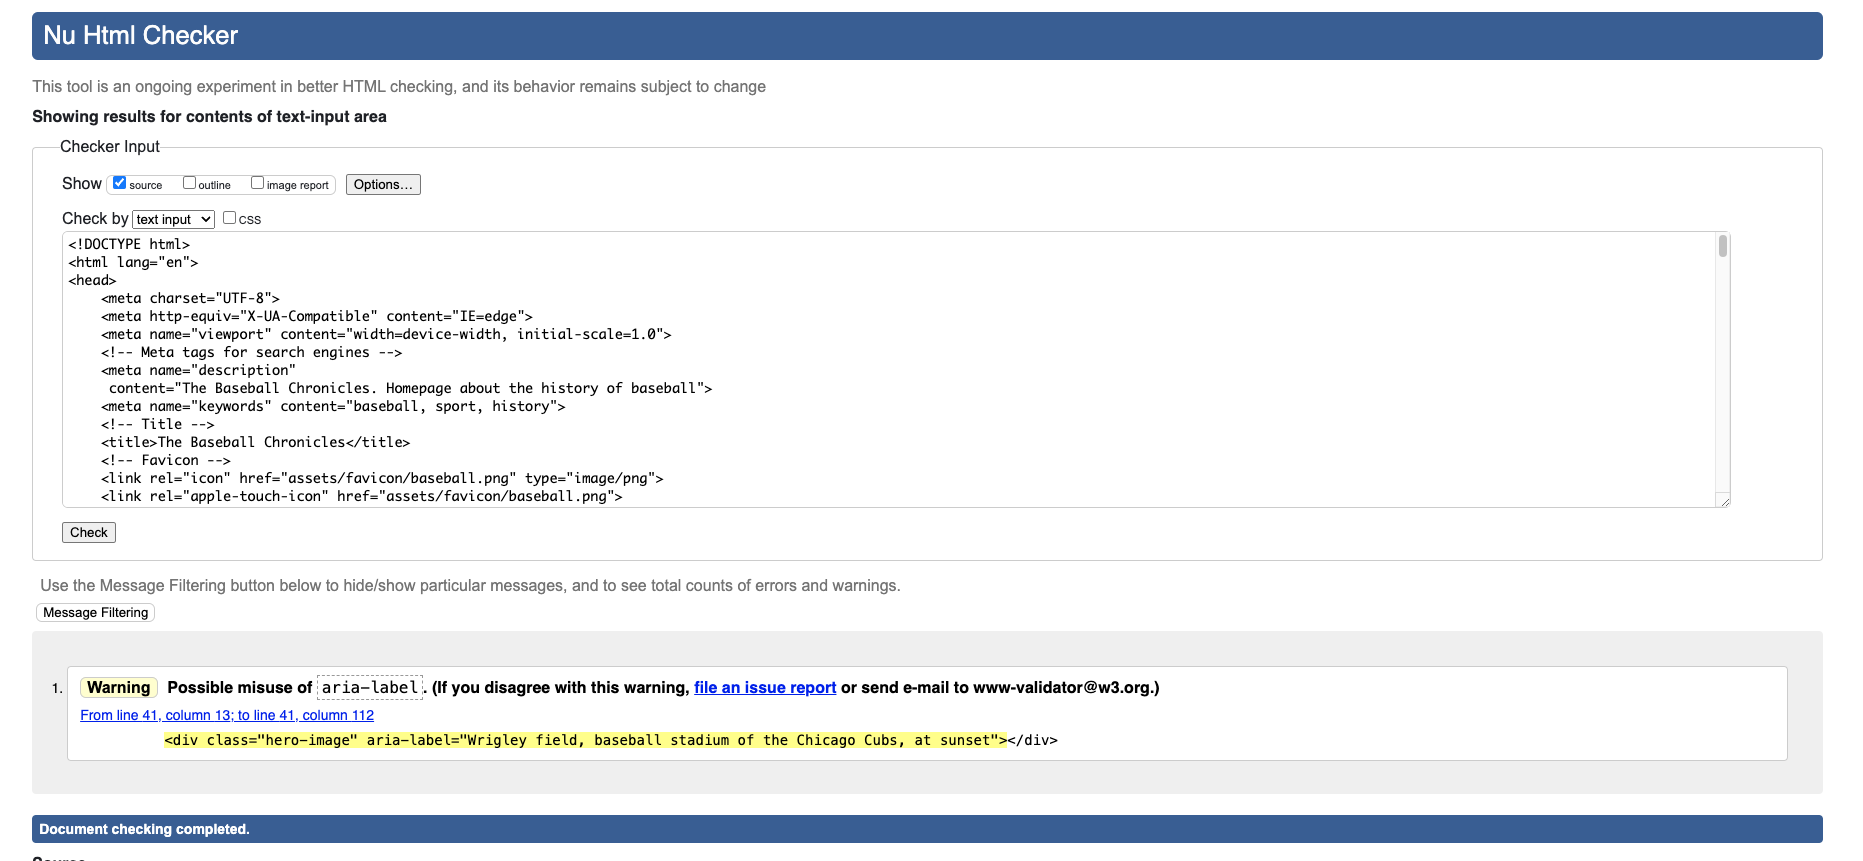 Nu Html Checker
This tool is an ongoing experiment in better HTML checking, and its behavior remains subject to change
Showing results for contents of text-input area
Checker Input
Show source outline image report Options...
Check by text input CSS
<!DOCTYPE html>
<html lang="en">
<head>
    <meta charset="UTF-8">
    <meta http-equiv="X-UA-Compatible" content="IE=edge">
    <meta name="viewport" content="width=device-width, initial-scale=1.0">
    <!-- Meta tags for search engines -->
    <meta name="description"
     content="The Baseball Chronicles. Homepage about the history of baseball">
    <meta name="keywords" content="baseball, sport, history">
    <!-- Title -->
    <title>The Baseball Chronicles</title>
    <!-- Favicon -->
    <link rel="icon" href="assets/favicon/baseball.png" type="image/png">
    <link rel="apple-touch-icon" href="assets/favicon/baseball.png">
Check
Use the Message Filtering button below to hide/show particular messages, and to see total counts of errors and warnings.
Message Filtering
1. Warning Possible misuse of aria-label. (If you disagree with this warning, file an issue report or send e-mail to www-validator@w3.org.)
From line 41, column 13; to line 41, column 112
<div class="hero-image" aria-label="Wrigley field, baseball stadium of the Chicago Cubs, at sunset"></div>
Document checking completed.